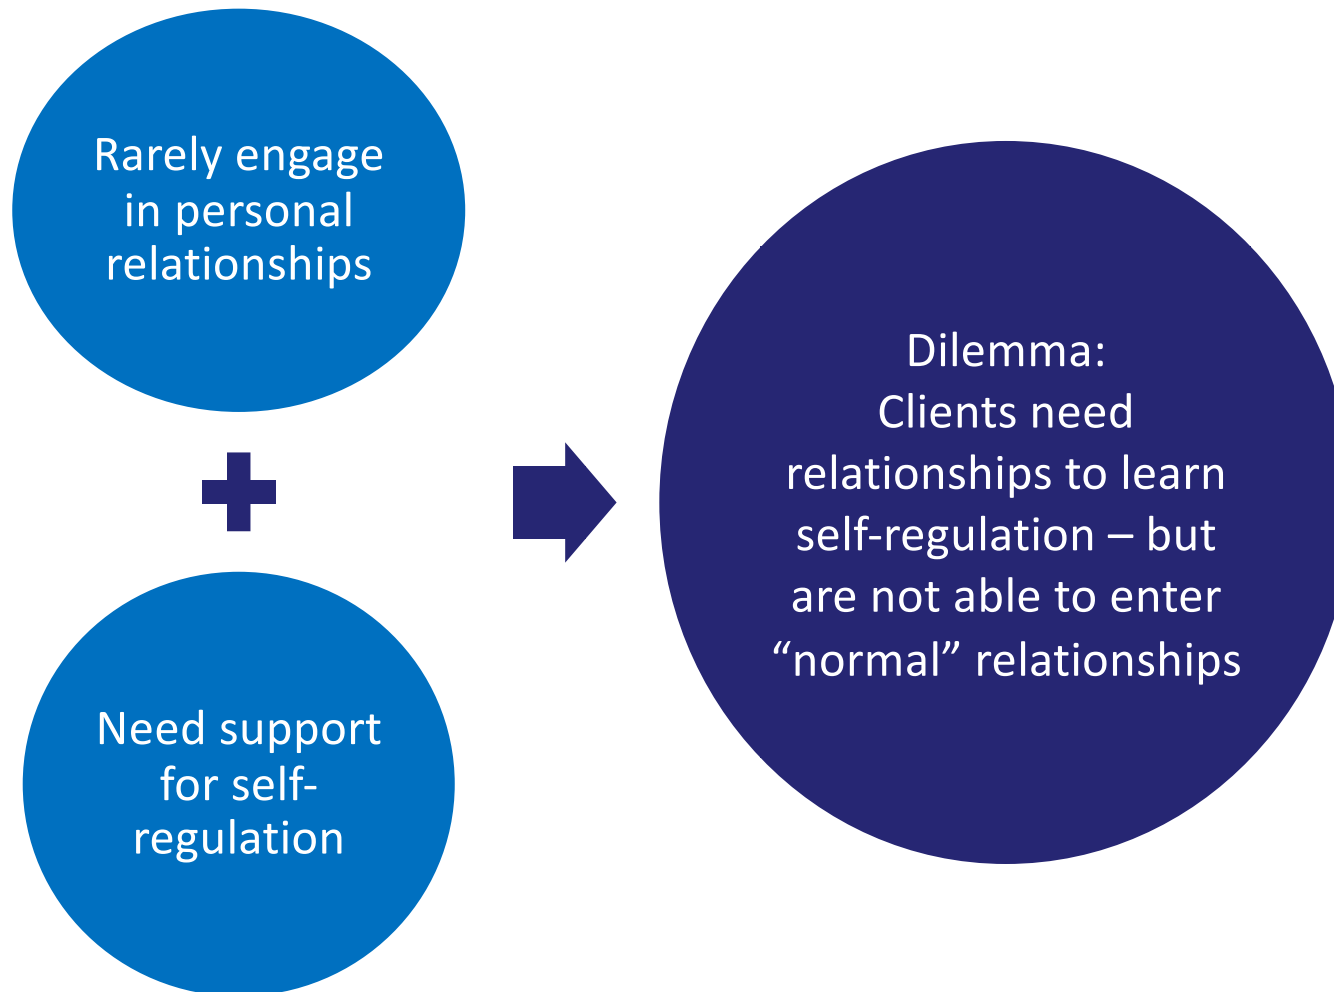 Rarely engage
in personal
relationships
Need support
for self-
regulation
Dilemma:
Clients need
relationships to learn
self-regulation – but
are not able to enter
“normal” relationships